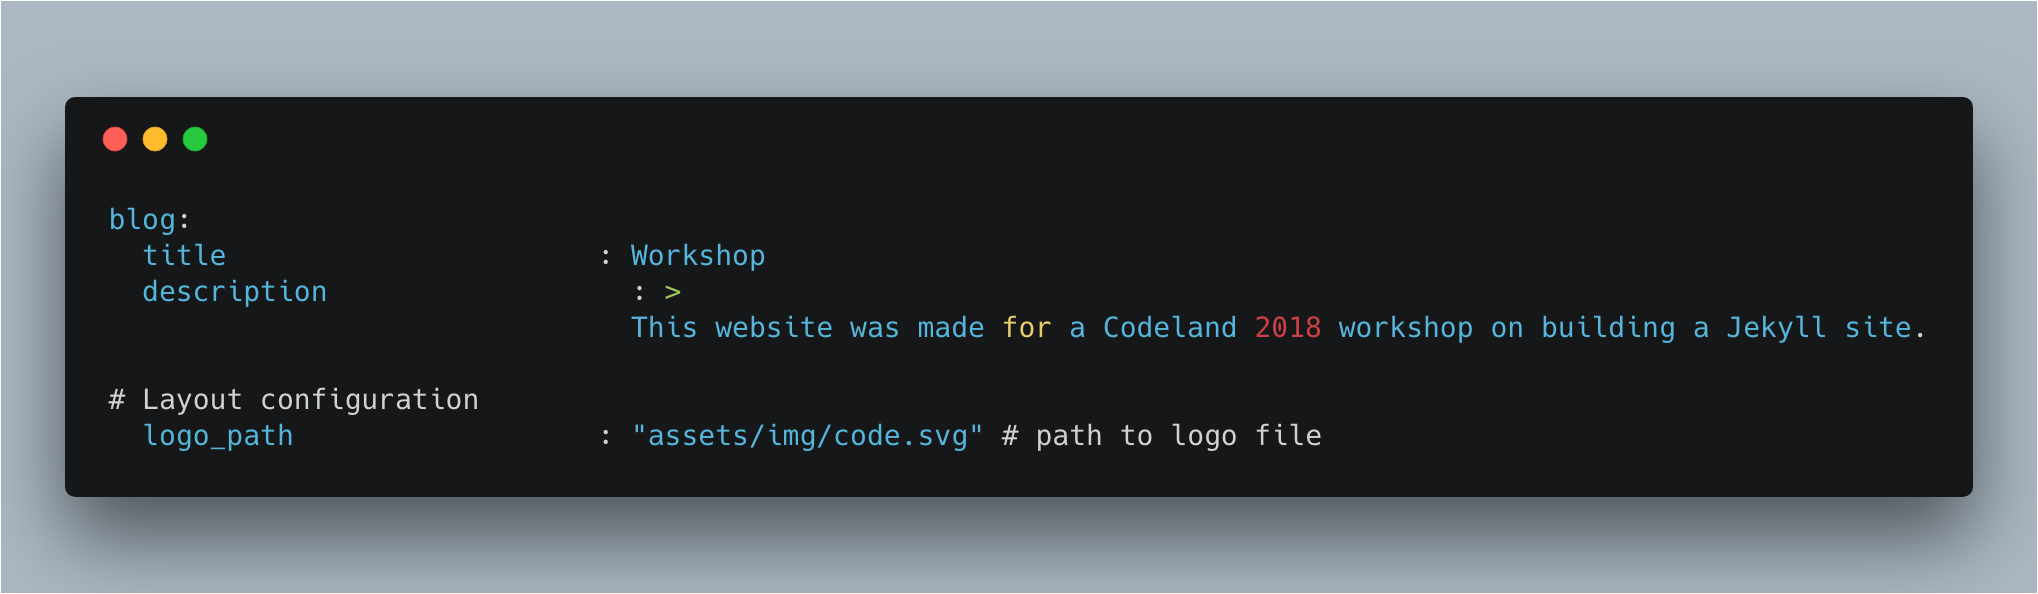 blog:
  title                      : Workshop
  description                  : >
                               This website was made for a Codeland 2018 workshop on building a Jekyll site.

# Layout configuration
  logo_path                  : "assets/img/code.svg" # path to logo file